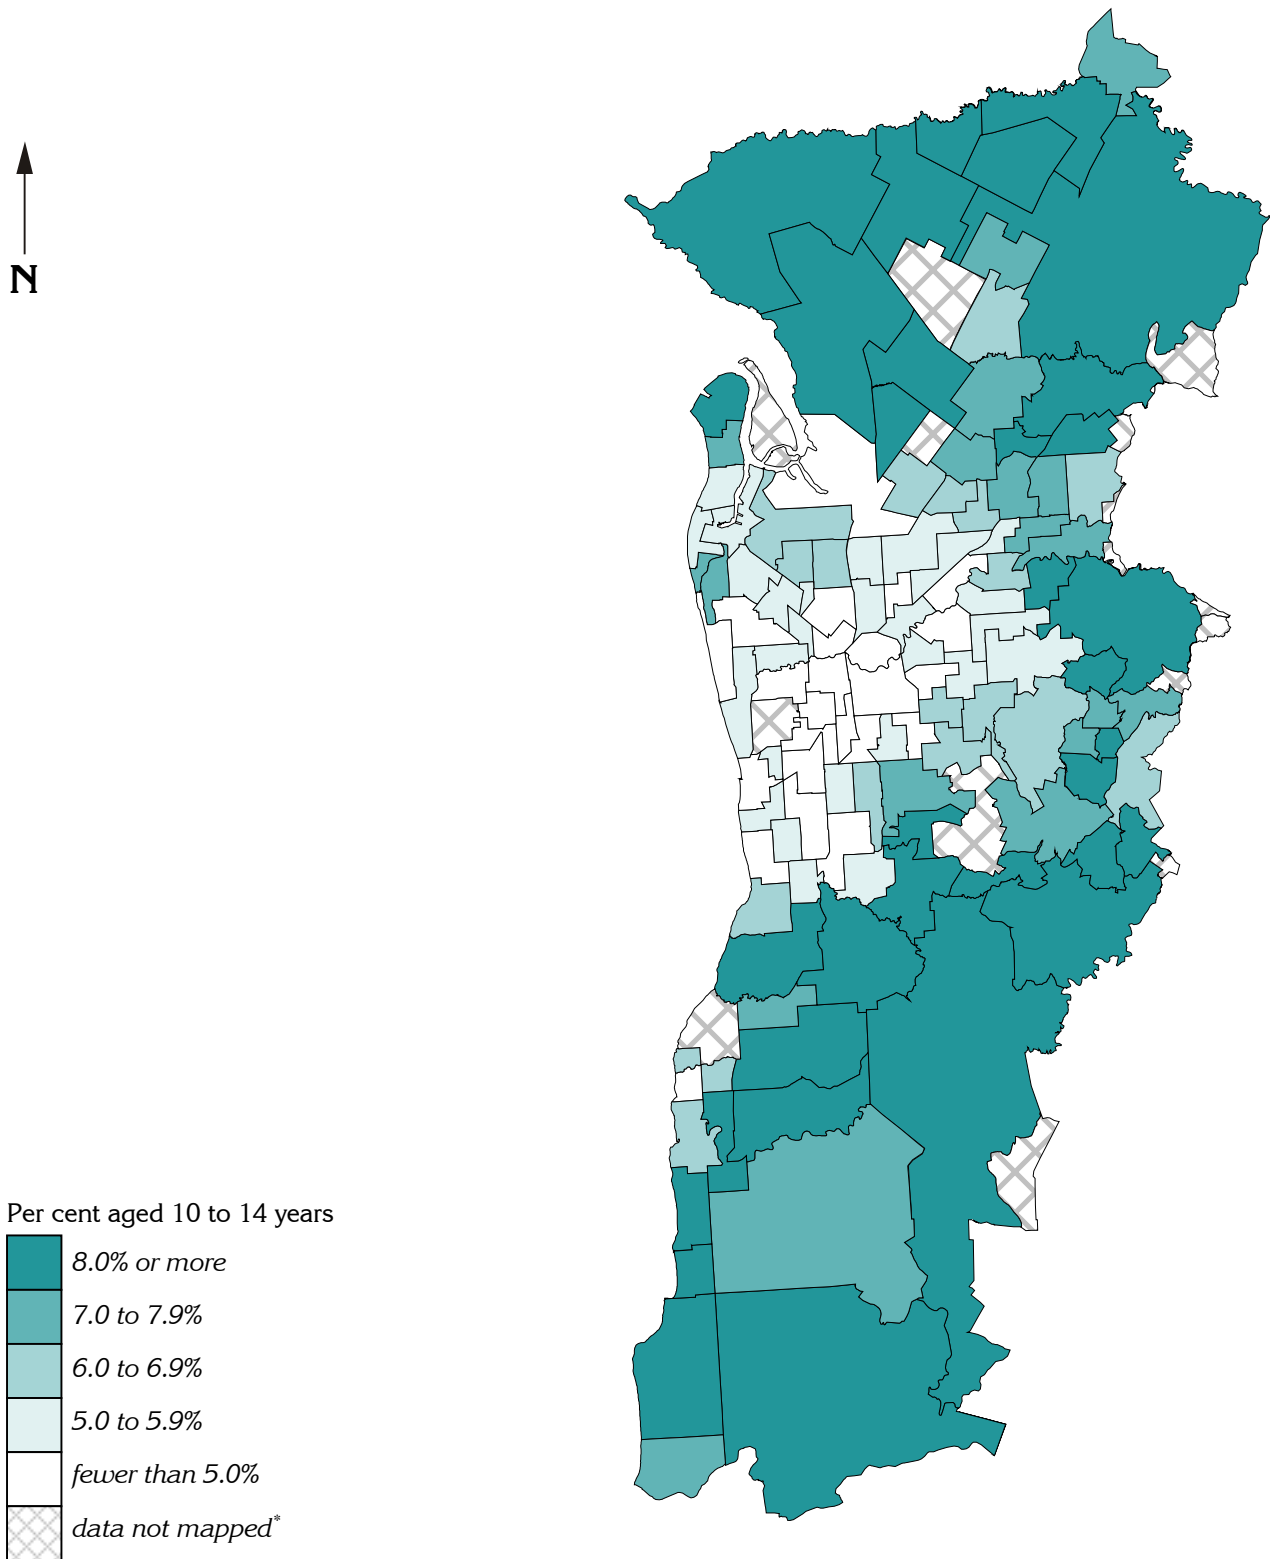 N
Per cent aged 10 to 14 years
8.0% or more
7.0 to 7.9%
6.0 to 6.9%
5.0 to 5.9%
fewer than 5.0%
data not mapped*